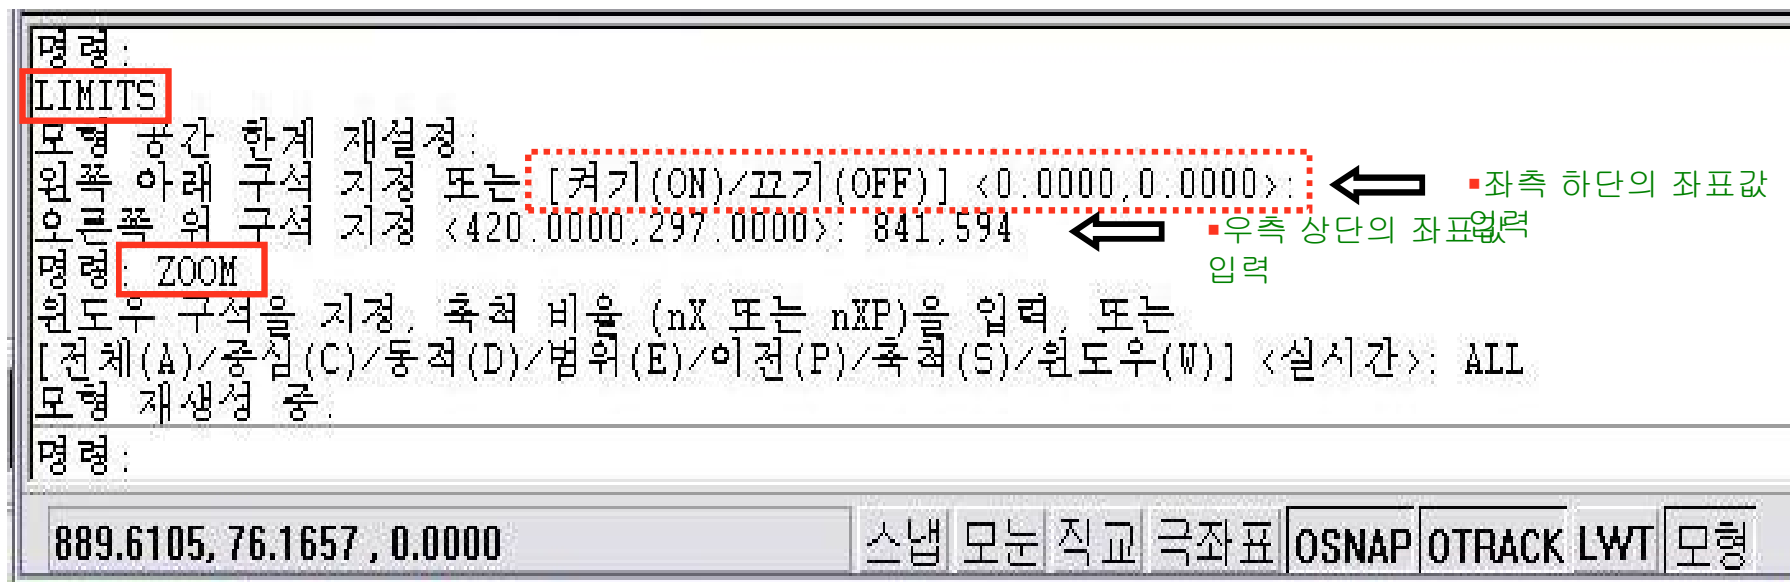 명령:
LIMITS
모형 공간 한계 재설정:
왼쪽 아래 구석 지정 또는 [켜기(ON)/끄기(OFF)] <0.0000,0.0000>:
▪좌측 하단의 좌표값
입력
오른쪽 위 구석 지정 <420.0000,297.0000>: 841,594
▪우측 상단의 좌표값
입력
명령: ZOOM
윈도우 구석을 지정, 축척 비율 (nX 또는 nXP)을 입력, 또는
[전체(A)/중심(C)/동적(D)/범위(E)/이전(P)/축척(S)/윈도우(W)] <실시간>: ALL
모형 재생성 중.
명령:
889.6105, 76.1657 , 0.0000 스냅 모눈 직교 극좌표 OSNAP OTRACK LWT 모형